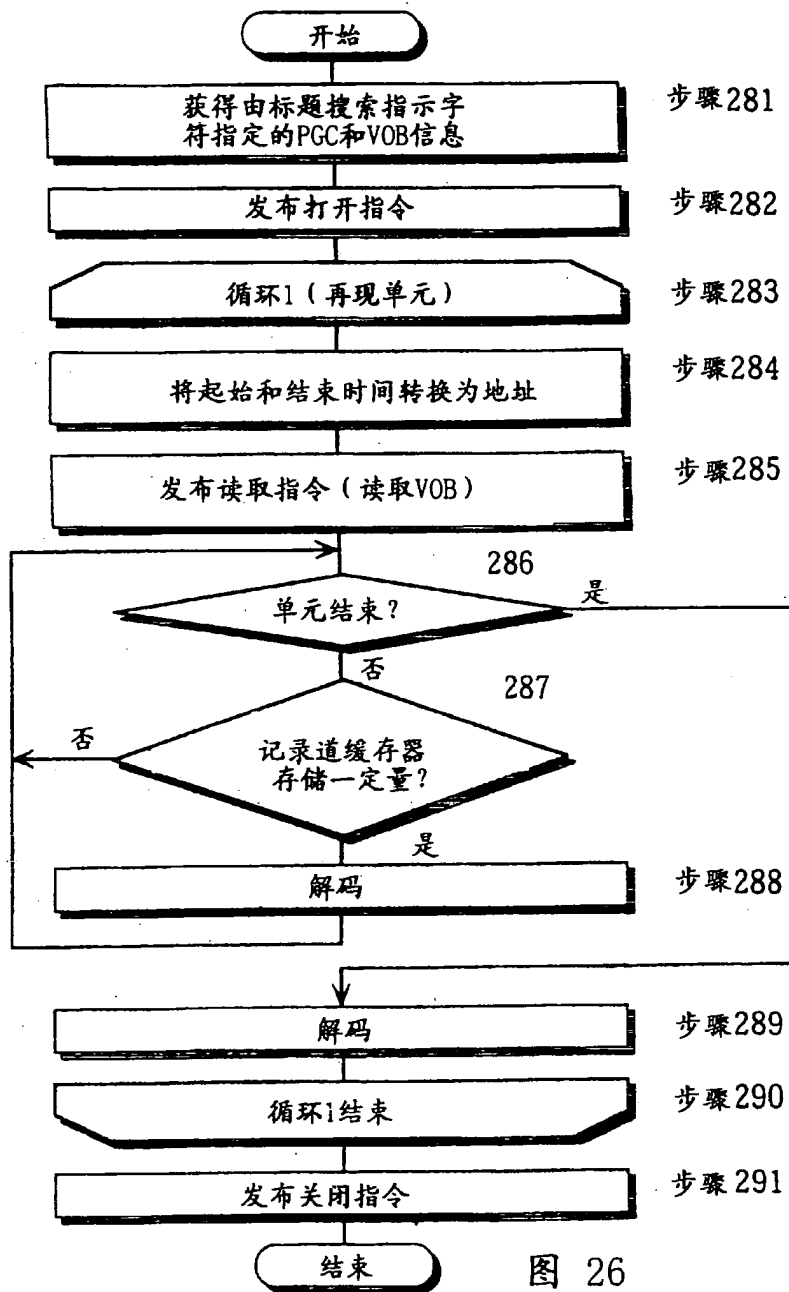 开始
获得由标题搜索指示字
符指定的PGC和VOB信息
步骤281
发布打开指令
步骤282
循环1（再现单元）
步骤283
将起始和结束时间转换为地址
步骤284
发布读取指令（读取VOB）
步骤285
286
单元结束？
是
否
287
否
记录道缓存器
存储一定量？
是
解码
步骤288
解码
步骤289
循环1结束
步骤290
发布关闭指令
步骤291
结束
图 26